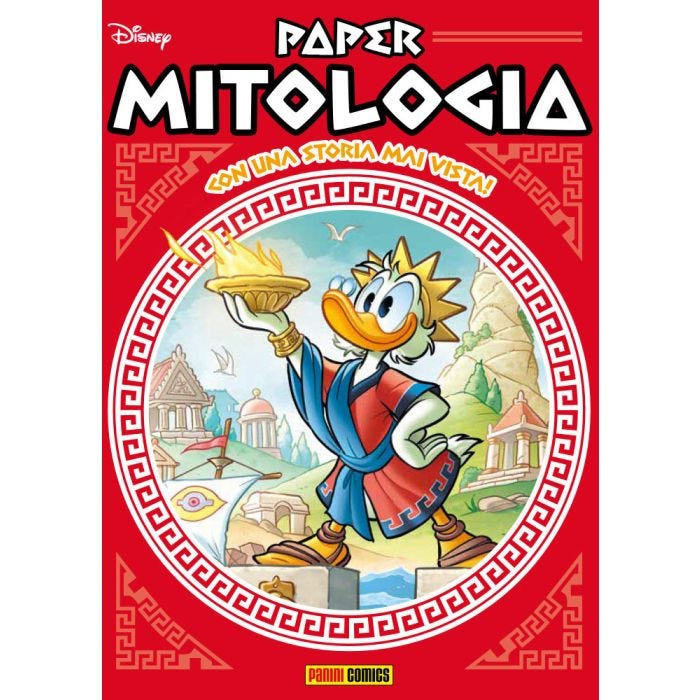 Disney
PAPER
MITOLOGIA
CON UNA STORIA MAI VISTA!
PANINI COMICS